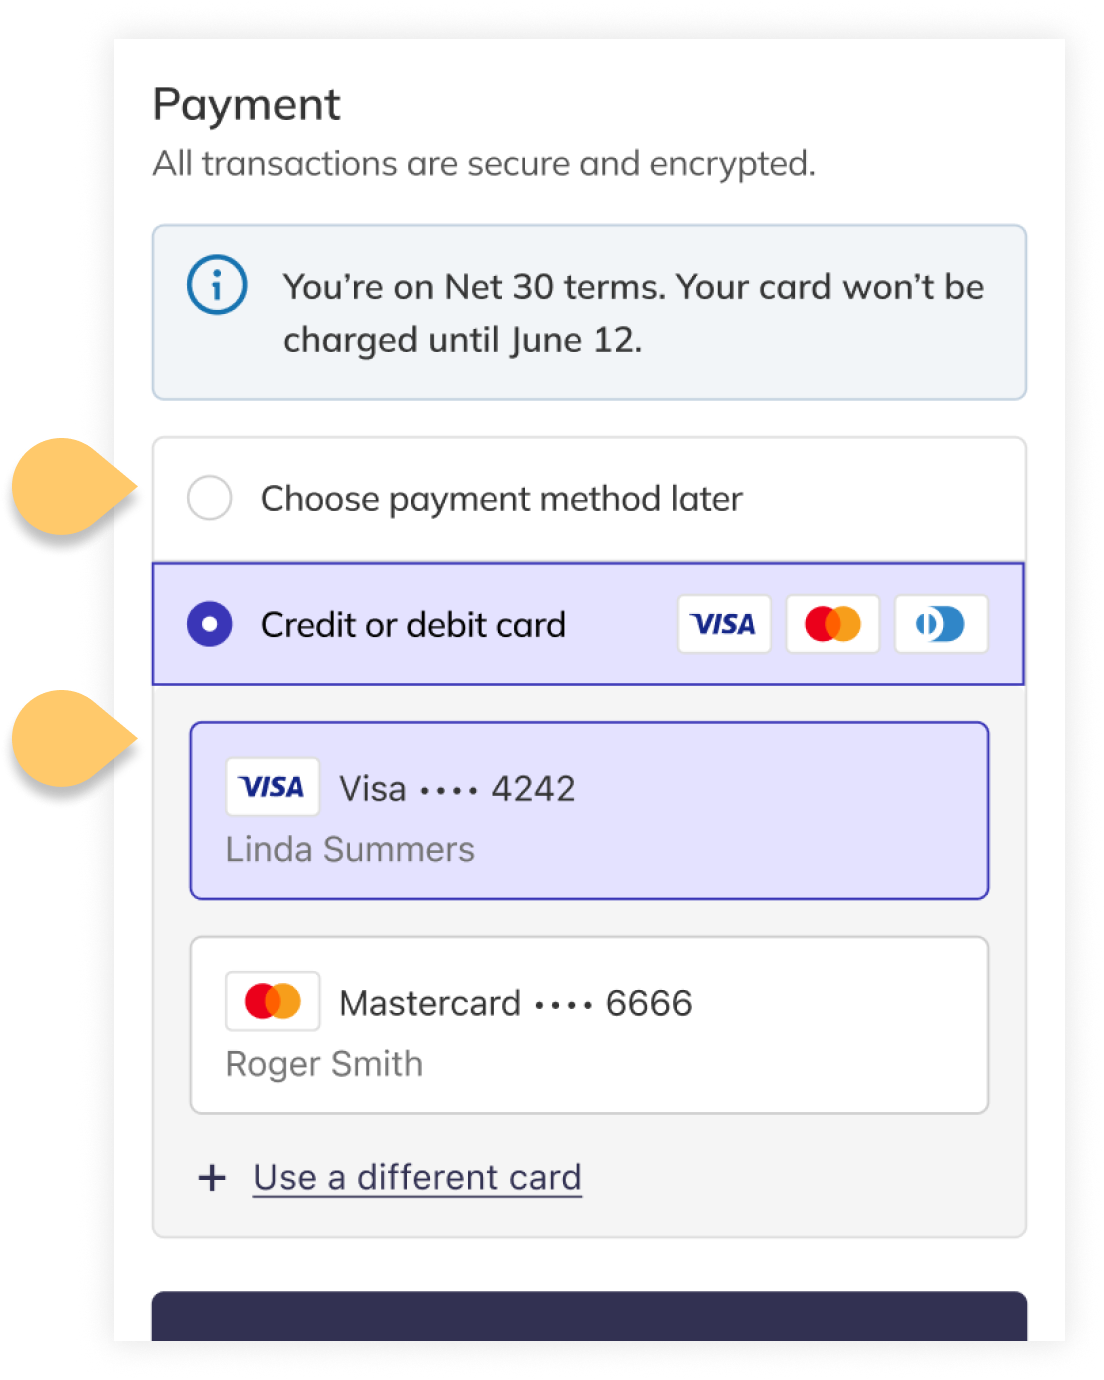 Payment
All transactions are secure and encrypted.
You’re on Net 30 terms. Your card won’t be
charged until June 12.
Choose payment method later
Credit or debit card VISA
VISA Visa •••• 4242
Linda Summers
Mastercard •••• 6666
Roger Smith
+ Use a different card